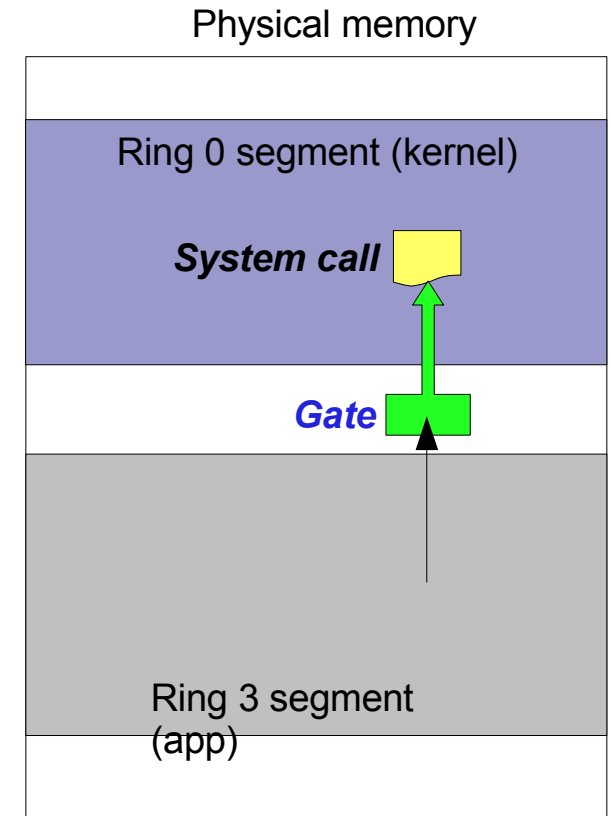 Physical memory
Ring 0 segment (kernel)
System call
Gate
Ring 3 segment
(app)